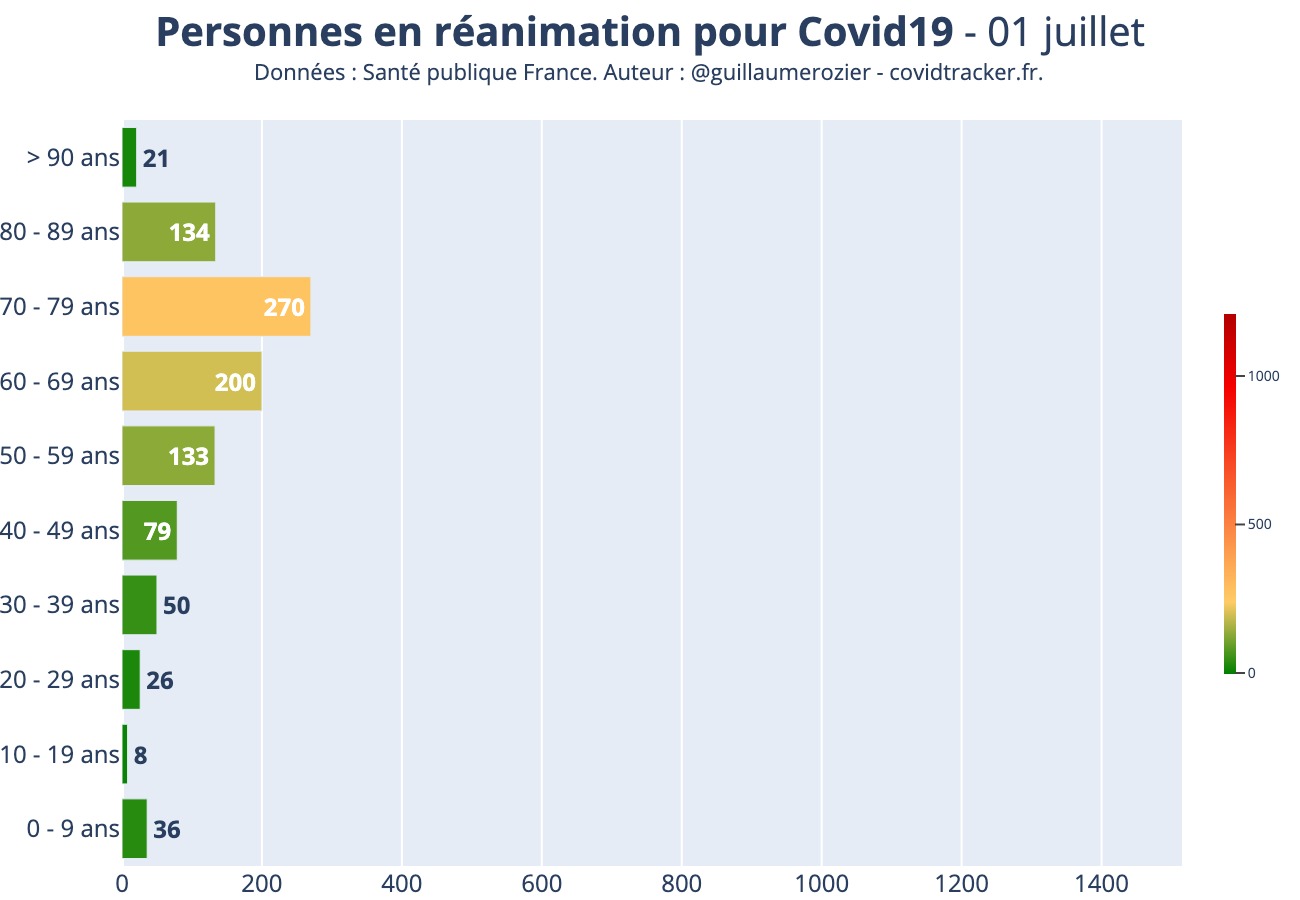 Personnes en réanimation pour Covid19 - 01 juillet
Données : Santé publique France. Auteur : @guillaumerozier - covidtracker.fr.
> 90 ans 21
80 - 89 ans 134
70 - 79 ans 270
60 - 69 ans 200
50 - 59 ans 133
40 - 49 ans 79
30 - 39 ans 50
20 - 29 ans 26
10 - 19 ans 8
0 - 9 ans 36
0 200 400 600 800 1000 1200 1400
1000
500
0